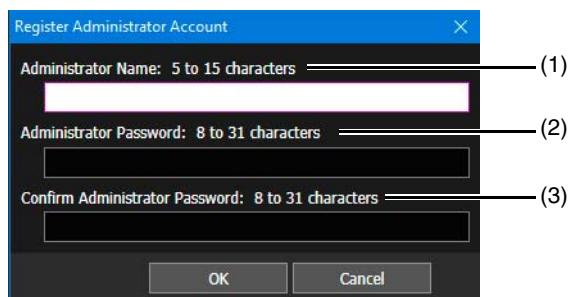 Register Administrator Account
Administrator Name: 5 to 15 characters (1)
Administrator Password: 8 to 31 characters (2)
Confirm Administrator Password: 8 to 31 characters (3)
OK Cancel